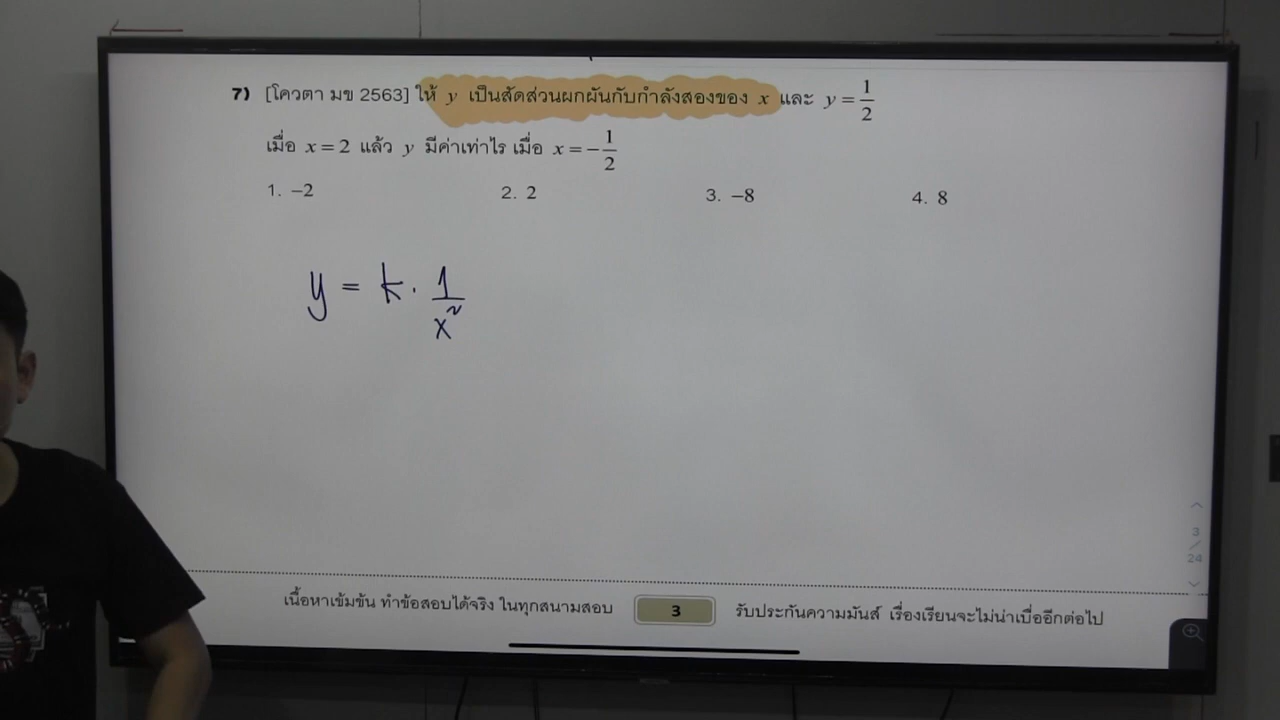 7) [โควตา มข 2563] ให้ y เป็นสัดส่วนผกผันกับกำลังสองของ x และ y = 1/2
เมื่อ x = 2 แล้ว y มีค่าเท่าไร เมื่อ x = −1/2
1. −2 2. 2 3. −8 4. 8
y = k · 1/x²
3
/
24
เนื้อหาเข้มข้น ทำข้อสอบได้จริง ในทุกสนามสอบ 3 รับประกันความมันส์ เรื่องเรียนจะไม่น่าเบื่ออีกต่อไป